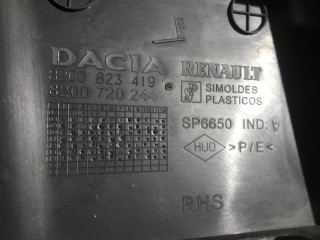 DACIA RENAULT
8200 823 419
8200 720 244
SIMOLDES
PLASTICOS
SP6650 IND: A
HUO >P/E<
RHS